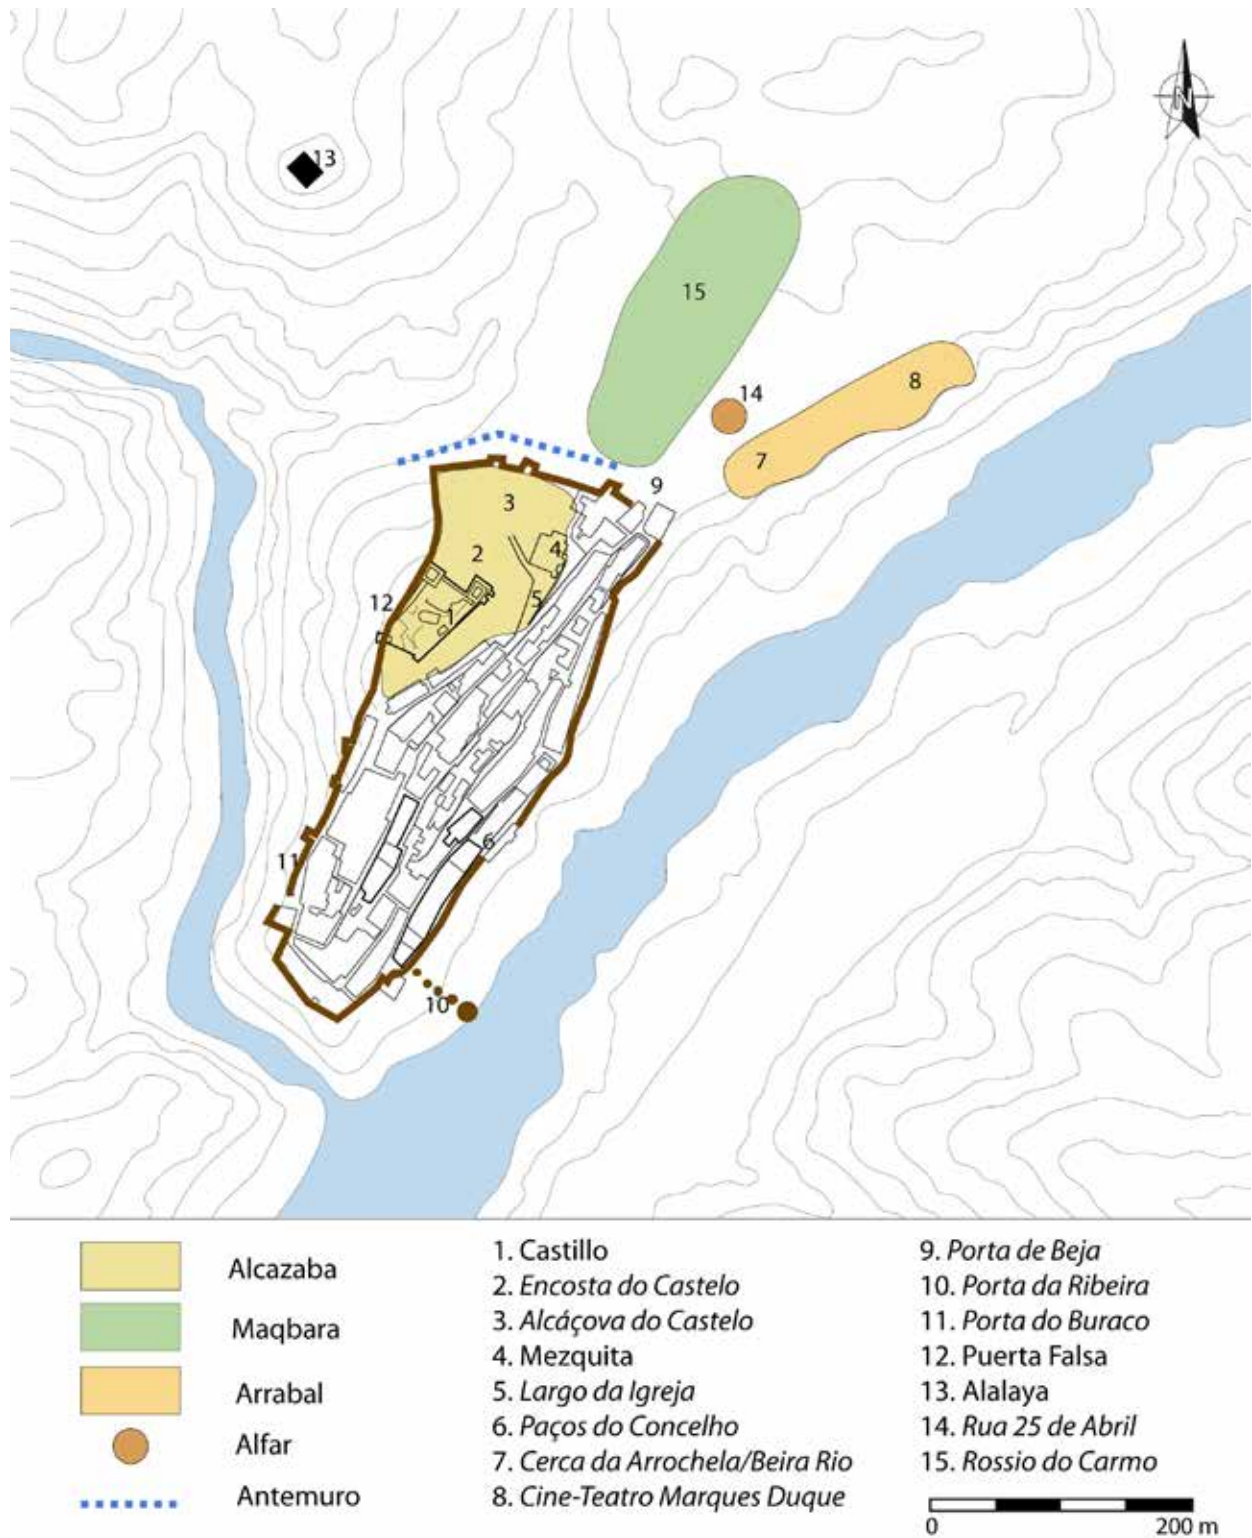 N
13
15
8
14
7
9
3
4
2
12
5
1
11
6
10
Alcazaba
Maqbara
Arrabal
Alfar
Antemuro
1. Castillo
2. Encosta do Castelo
3. Alcáçova do Castelo
4. Mezquita
5. Largo da Igreja
6. Paços do Concelho
7. Cerca da Arrochela/Beira Rio
8. Cine-Teatro Marques Duque
9. Porta de Beja
10. Porta da Ribeira
11. Porta do Buraco
12. Puerta Falsa
13. Alalaya
14. Rua 25 de Abril
15. Rossio do Carmo
0 200 m